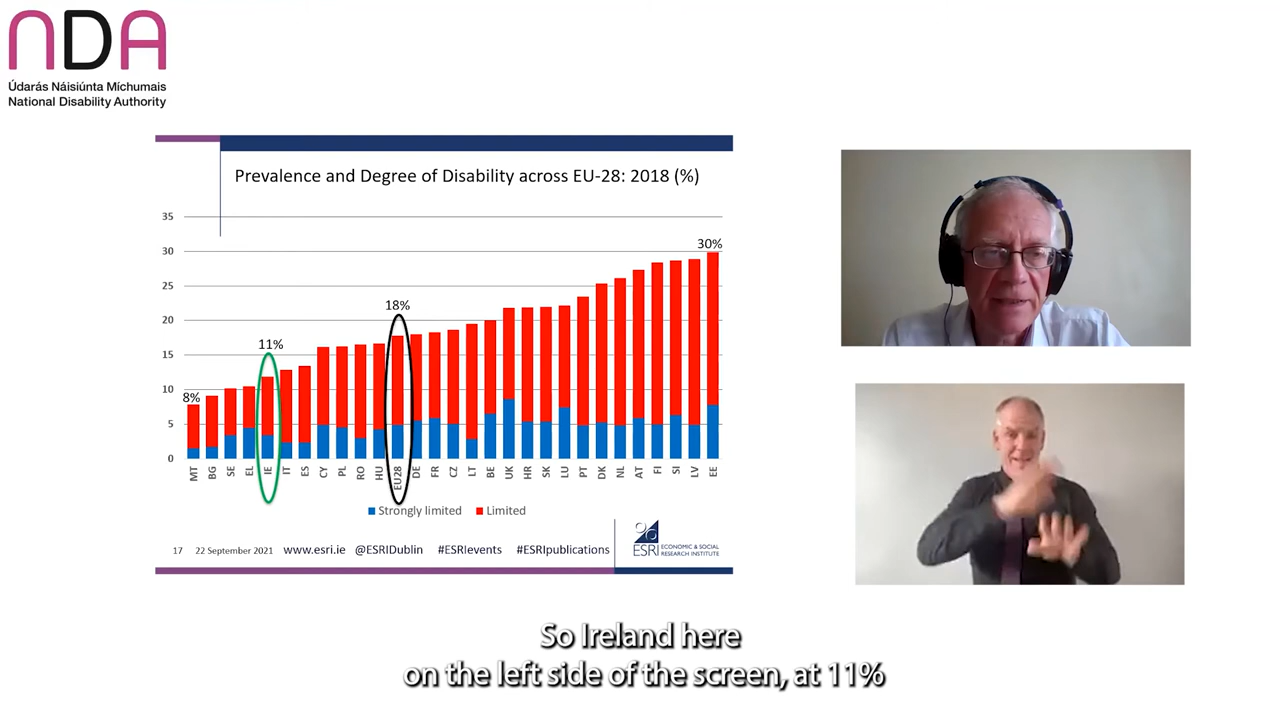 NDA
Údarás Náisiúnta Míchumais
National Disability Authority
Prevalence and Degree of Disability across EU-28: 2018 (%)
35
30
25
20
15
10
5
0
8%
11%
18%
30%
MT BG SE EL IE IT ES CY PL RO HU EU28 DE FR CZ LT BE UK HR SK LU PT DK NL AT FI SI LV EE
Strongly limited Limited
17 22 September 2021 www.esri.ie @ESRIDublin #ESRIevents #ESRIpublications
ESRI ECONOMIC & SOCIAL
RESEARCH INSTITUTE
So Ireland here
on the left side of the screen, at 11%